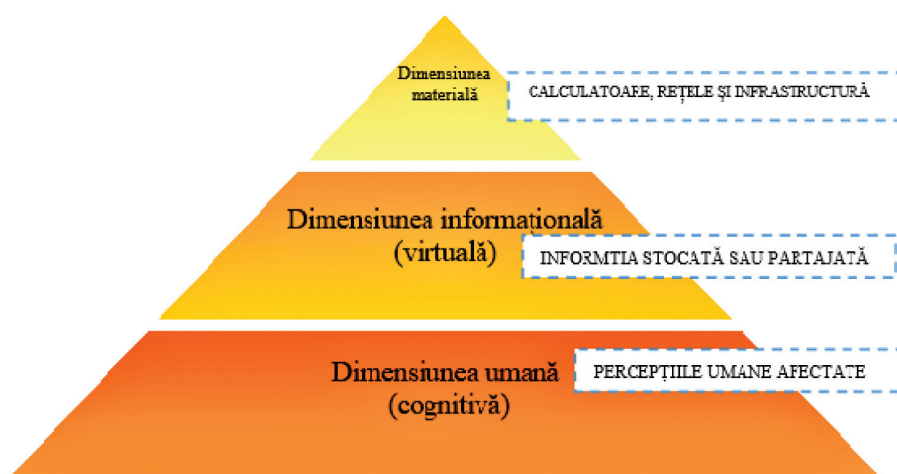 Dimensiunea
materială
CALCULATOARE, REȚELE ȘI INFRASTRUCTURĂ
Dimensiunea informațională
(virtuală)
INFORMTIA STOCATĂ SAU PARTAJATĂ
Dimensiunea umană
(cognitivă)
PERCEPȚIILE UMANE AFECTATE